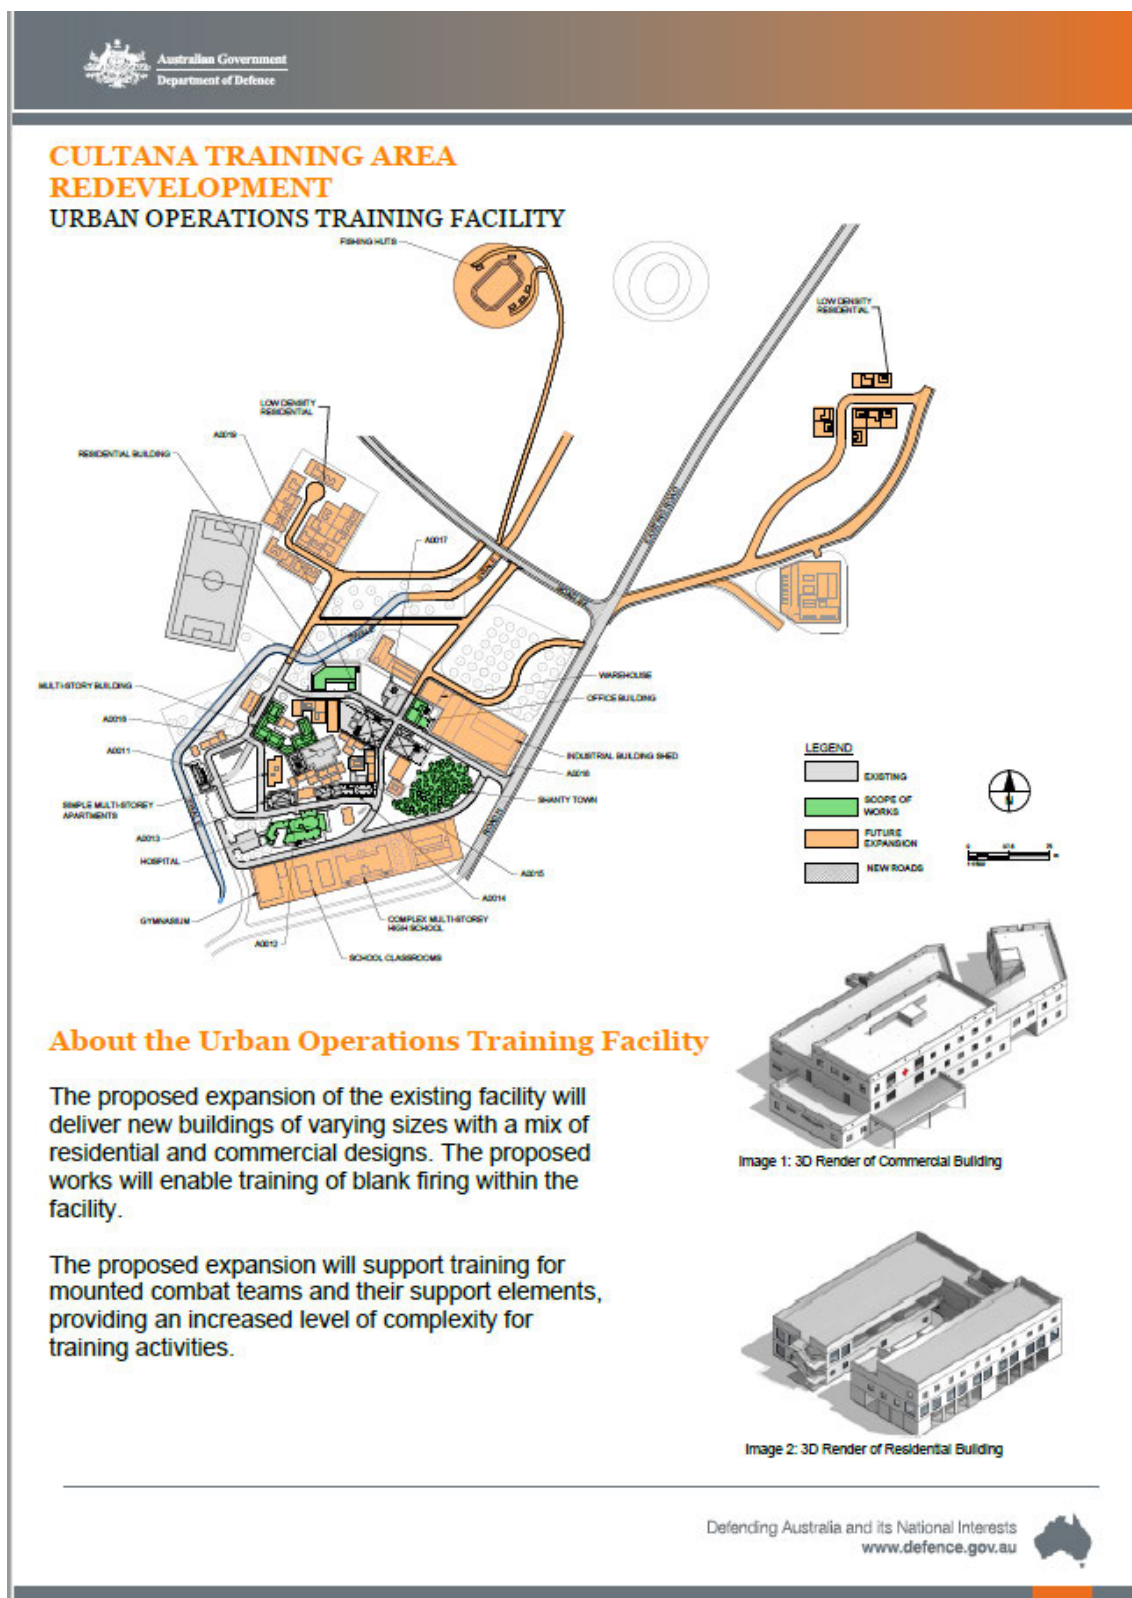 Australian Government
Department of Defence
CULTANA TRAINING AREA
REDEVELOPMENT
URBAN OPERATIONS TRAINING FACILITY
FISHING HUTS
LOW DENSITY
RESIDENTIAL
LOW DENSITY
RESIDENTIAL
A0019
RESIDENTIAL BUILDING
A0017
MULTI-STORY BUILDING
WAREHOUSE
OFFICE BUILDING
A0011
INDUSTRIAL BUILDING SHED
SHANTY TOWN
SIMPLE MULTI-STOREY
APARTMENTS
A0013
HOSPITAL
A0015
A0014
GYMNASIUM
COMPLEX MULTI-STOREY
HIGH SCHOOL
A0012
SCHOOL CLASSROOMS
LEGEND
EXISTING
SCOPE OF
WORKS
FUTURE
EXPANSION
NEW ROADS
N
Image 1: 3D Render of Commercial Building
About the Urban Operations Training Facility
The proposed expansion of the existing facility will
deliver new buildings of varying sizes with a mix of
residential and commercial designs. The proposed
works will enable training of blank firing within the
facility.
The proposed expansion will support training for
mounted combat teams and their support elements,
providing an increased level of complexity for
training activities.
Image 2: 3D Render of Residential Building
Defending Australia and its National Interests
www.defence.gov.au